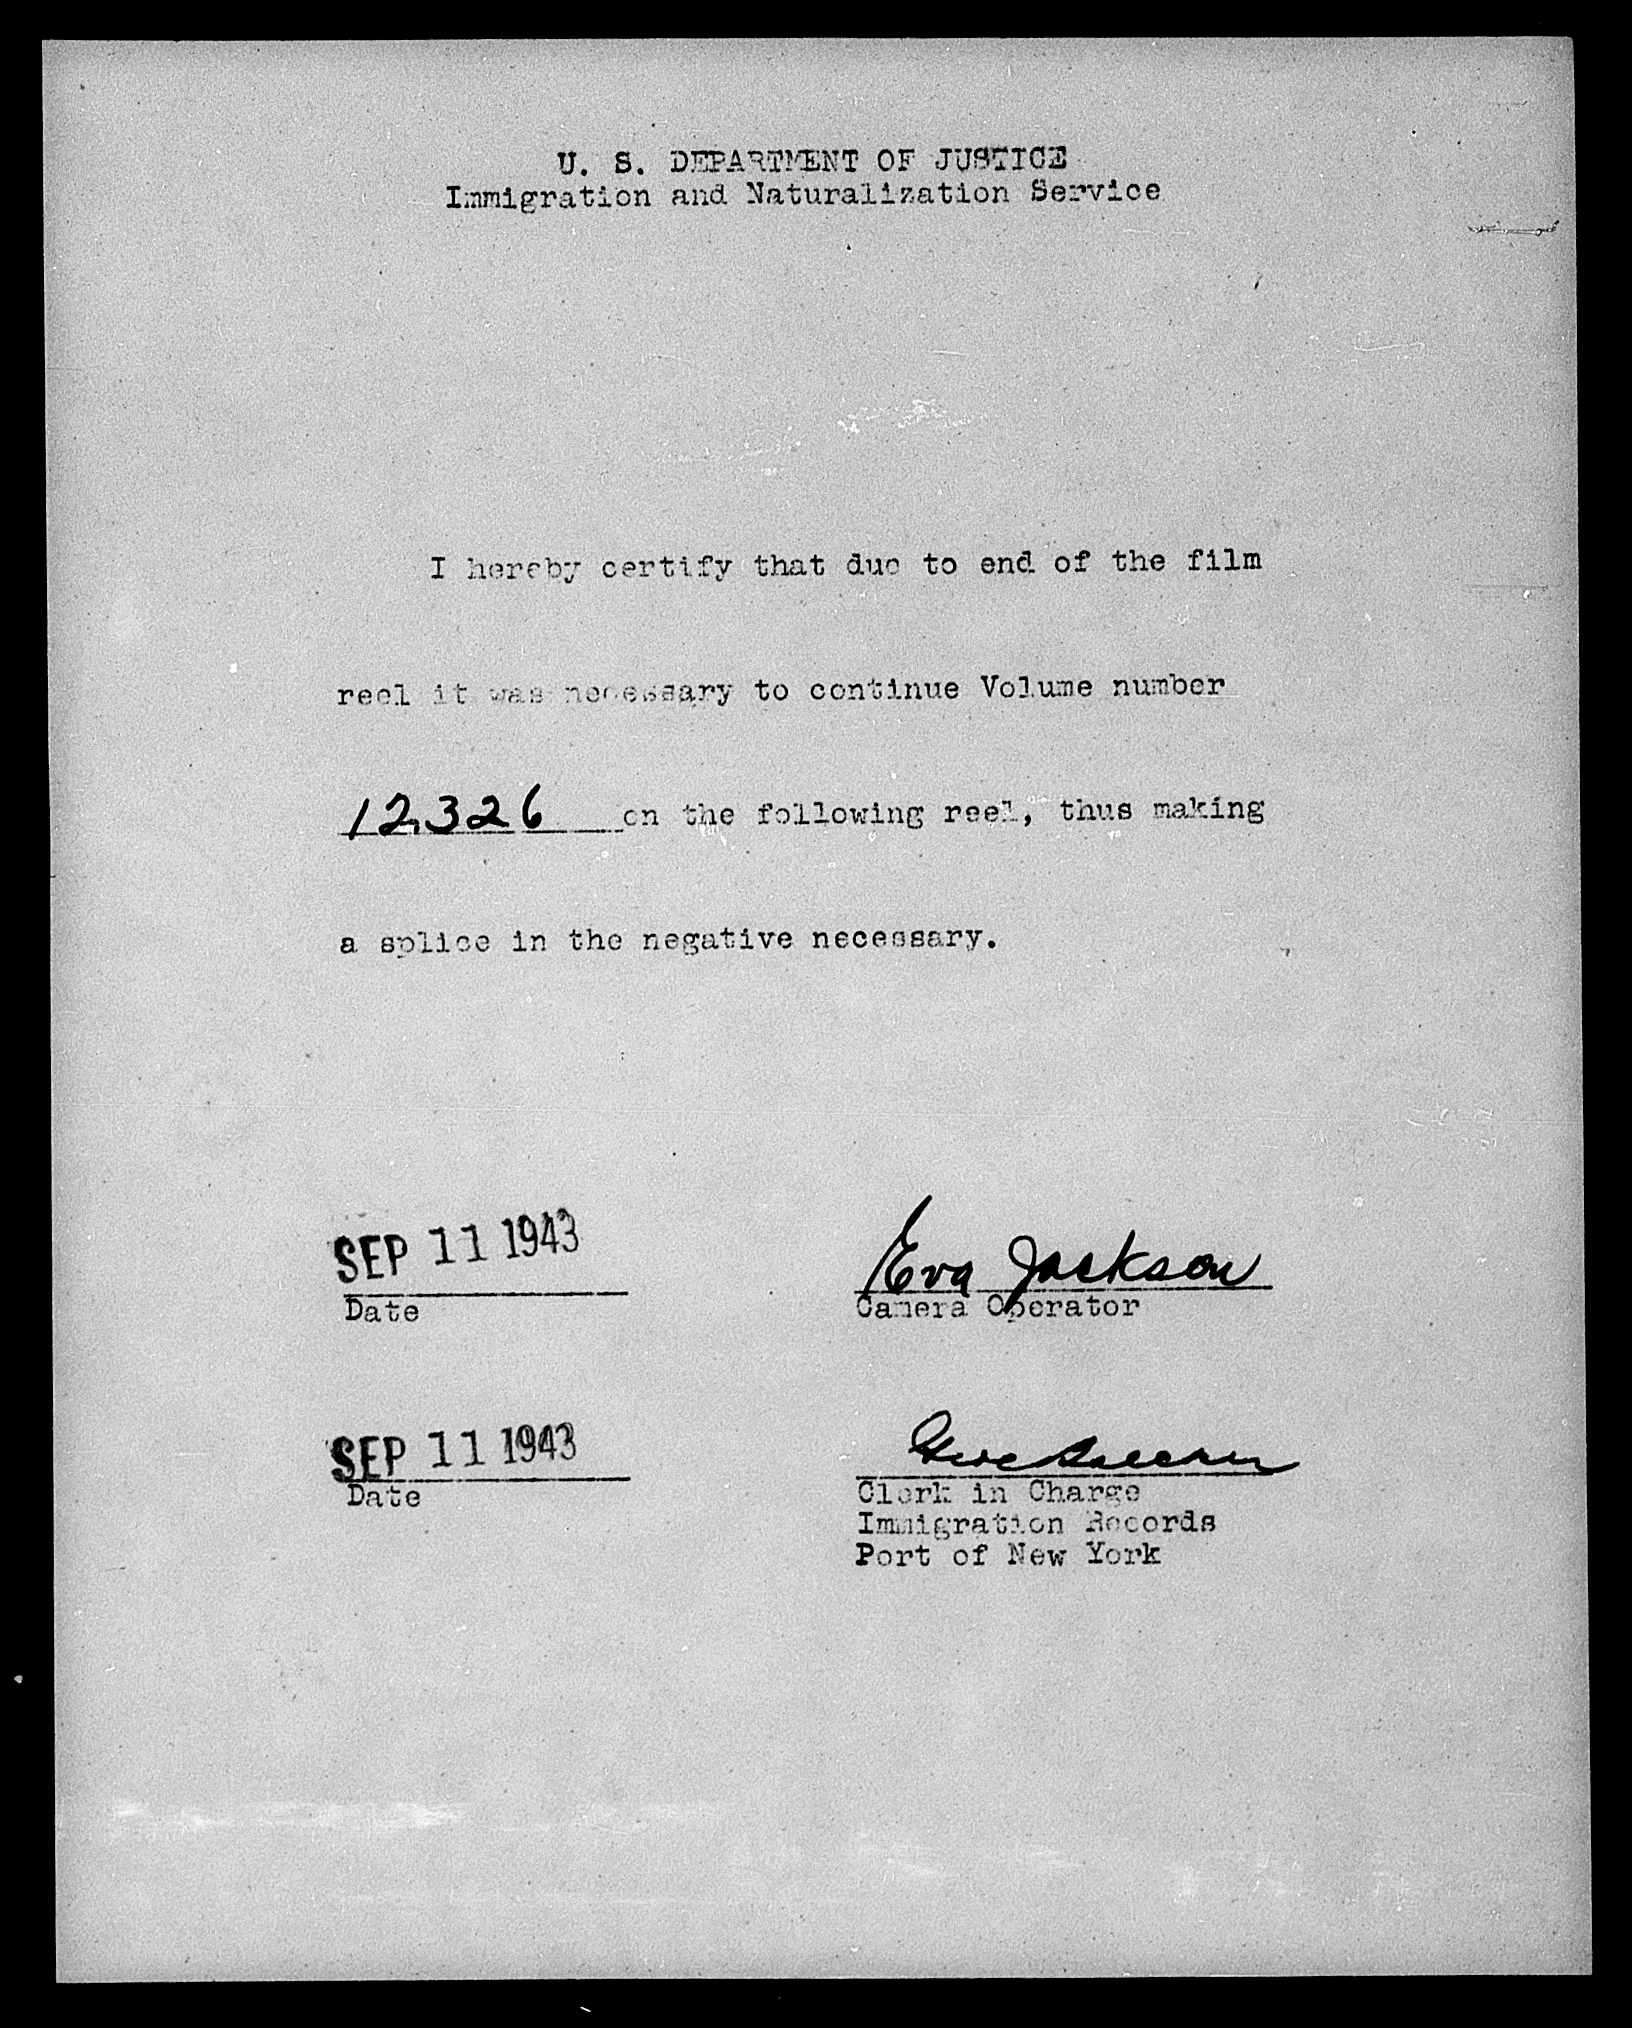 U. S. DEPARTMENT OF JUSTICE
Immigration and Naturalization Service
I hereby certify that due to end of the film
reel it was necessary to continue Volume number
12,326 on the following reel, thus making
a splice in the negative necessary.
SEP 11 1943
Eva Jackson
Date
Camera Operator
SEP 11 1943
Date
Clerk in Charge
Immigration Records
Port of New York